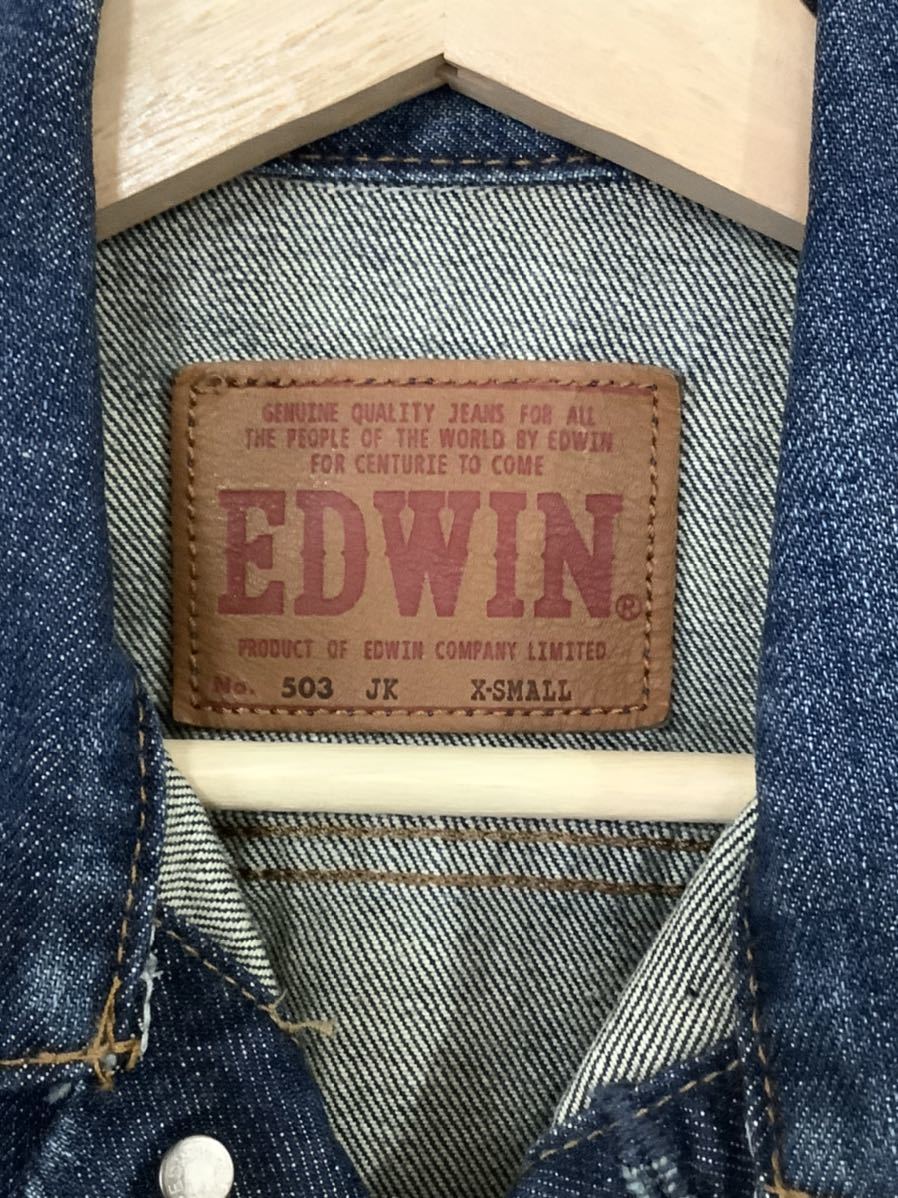 GENUINE QUALITY JEANS FOR ALL
THE PEOPLE OF THE WORLD BY EDWIN
FOR CENTURIE TO COME
EDWIN®
PRODUCT OF EDWIN COMPANY LIMITED
No. 503 JK X-SMALL